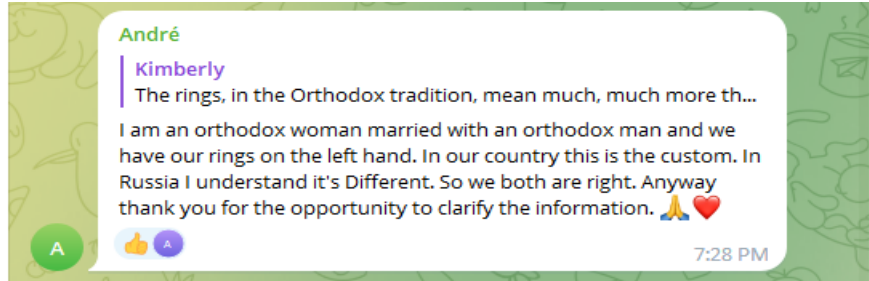 André
Kimberly
The rings, in the Orthodox tradition, mean much, much more th...
I am an orthodox woman married with an orthodox man and we
have our rings on the left hand. In our country this is the custom. In
Russia I understand it's Different. So we both are right. Anyway
thank you for the opportunity to clarify the information. 🙏❤️
A
👍 A
7:28 PM